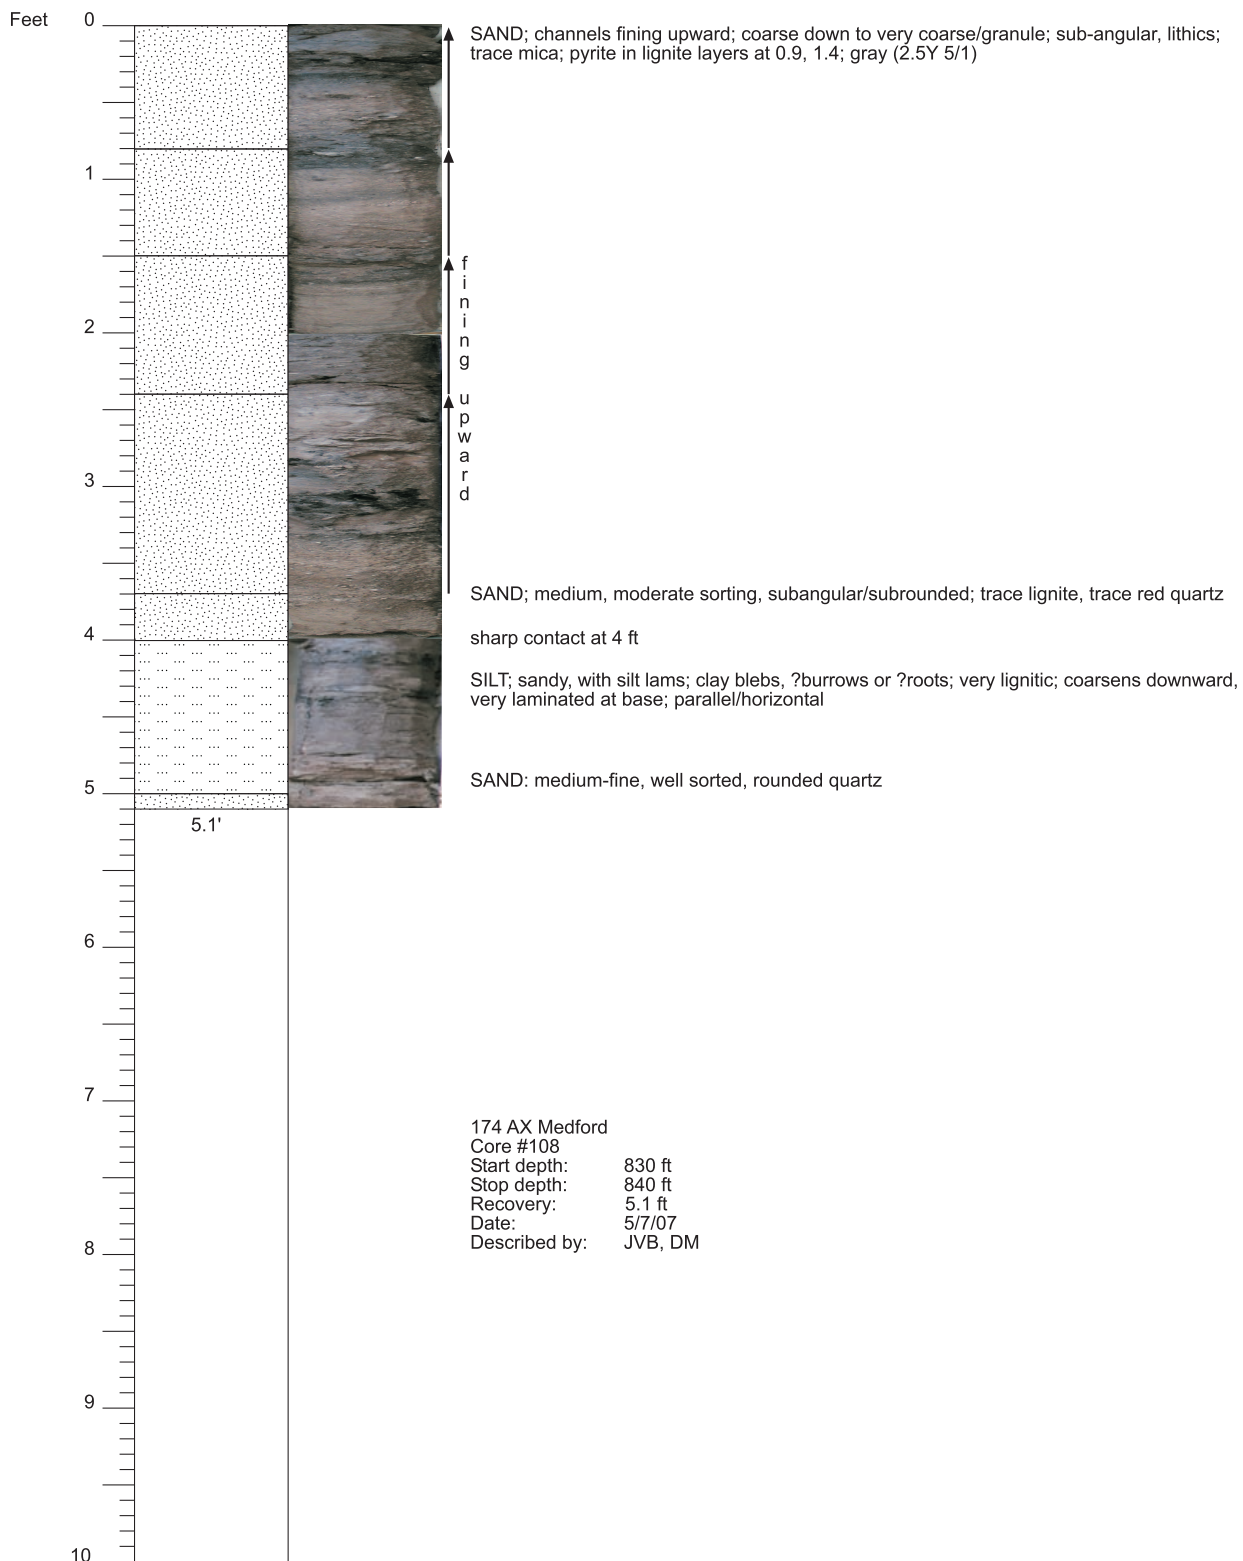 Feet
0
SAND; channels fining upward; coarse down to very coarse/granule; sub-angular, lithics;
trace mica; pyrite in lignite layers at 0.9, 1.4; gray (2.5Y 5/1)
1
fining upward
2
3
SAND; medium, moderate sorting, subangular/subrounded; trace lignite, trace red quartz
4
sharp contact at 4 ft
SILT; sandy, with silt lams; clay blebs, ?burrows or ?roots; very lignitic; coarsens downward,
very laminated at base; parallel/horizontal
5
SAND: medium-fine, well sorted, rounded quartz
5.1'
6
7
174 AX Medford
Core #108
Start depth: 830 ft
Stop depth: 840 ft
Recovery: 5.1 ft
Date: 5/7/07
Described by: JVB, DM
8
9
10